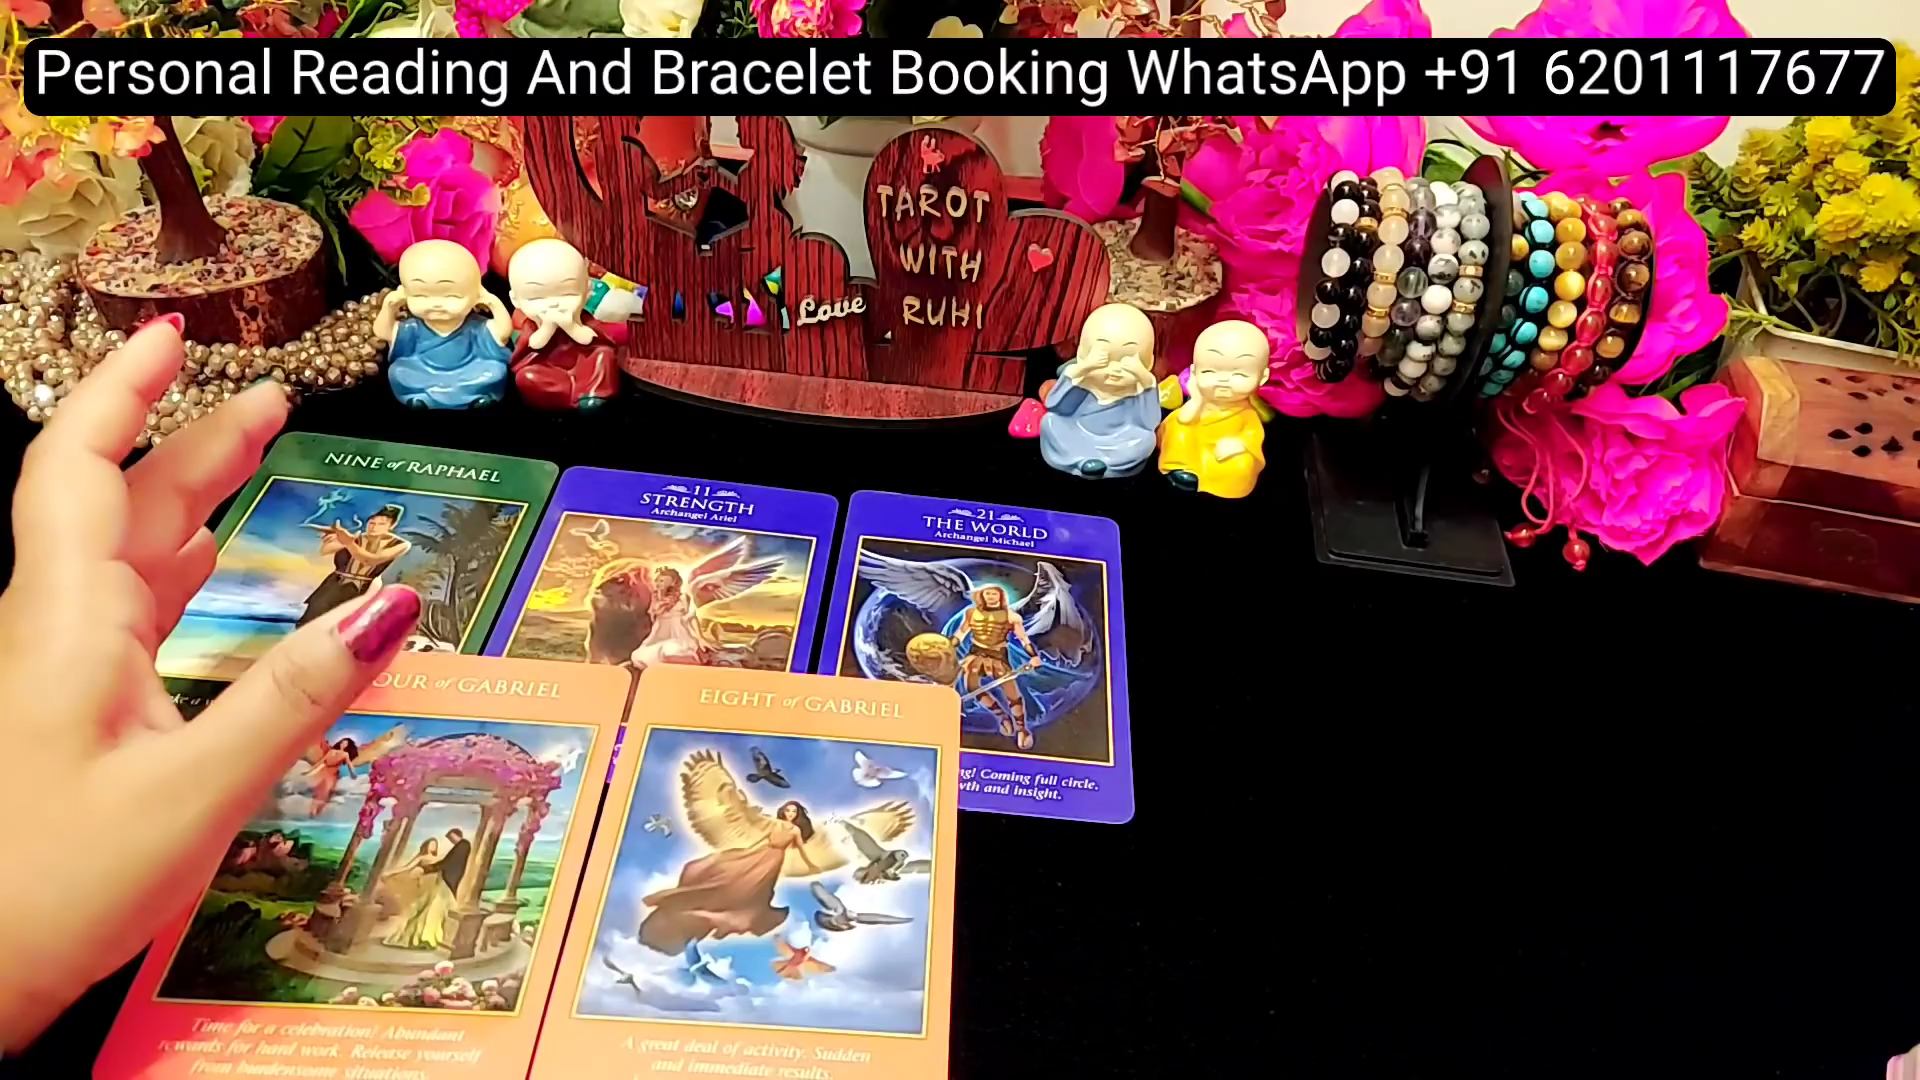 Personal Reading And Bracelet Booking WhatsApp +91 6201117677
TAROT
WITH
RUHI
Love
NINE of RAPHAEL
11
STRENGTH
Archangel Ariel
21
THE WORLD
Archangel Michael
Coming full circle.
and insight.
OUR of GABRIEL
Time for a celebration! Abundant
rewards for hard work. Release yourself
from burdensome situations.
EIGHT of GABRIEL
A great deal of activity. Sudden
and immediate results.